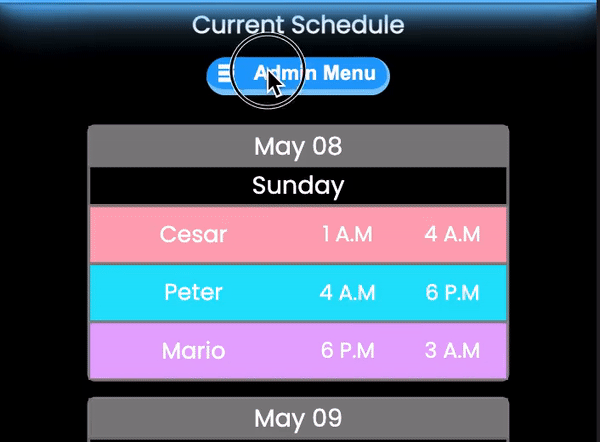 Current Schedule
Admin Menu
May 08
Sunday
Cesar 1 A.M 4 A.M
Peter 4 A.M 6 P.M
Mario 6 P.M 3 A.M
May 09